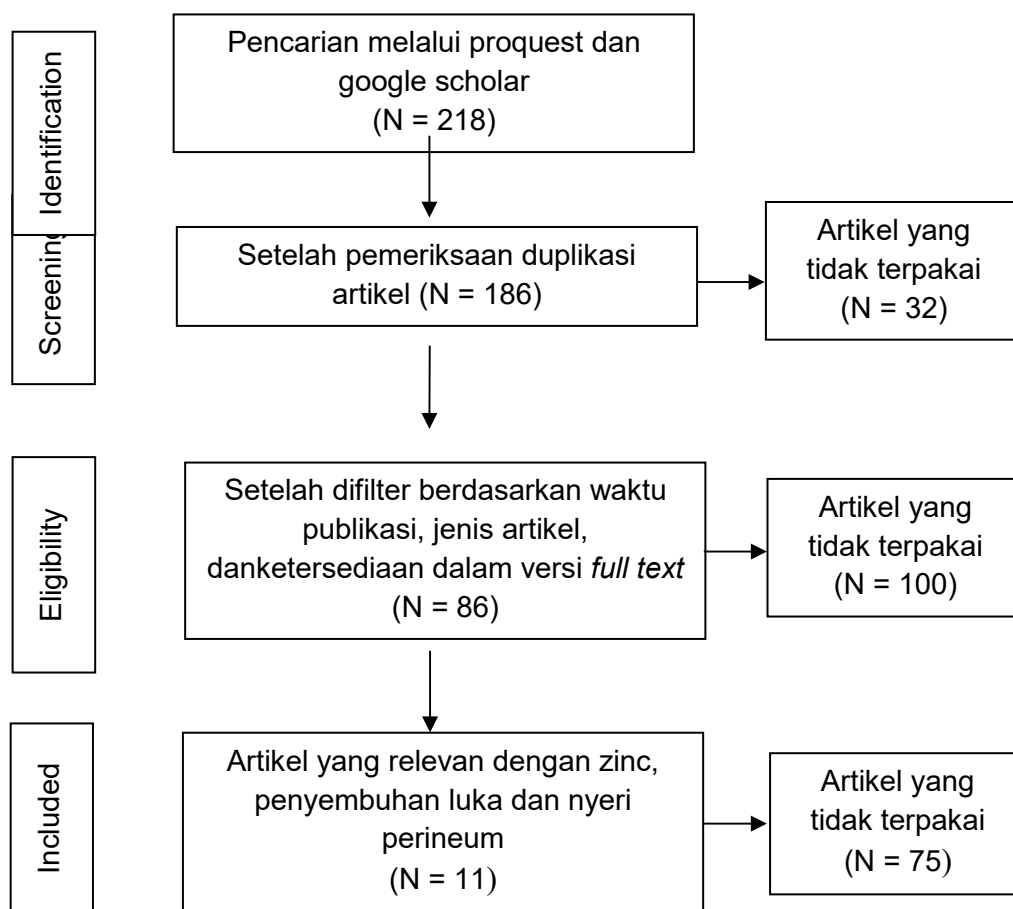 Identification
Pencarian melalui proquest dan
google scholar
(N = 218)
Screening
Setelah pemeriksaan duplikasi
artikel (N = 186)
Artikel yang
tidak terpakai
(N = 32)
Eligibility
Setelah difilter berdasarkan waktu
publikasi, jenis artikel,
danketersediaan dalam versi full text
(N = 86)
Artikel yang
tidak terpakai
(N = 100)
Included
Artikel yang relevan dengan zinc,
penyembuhan luka dan nyeri
perineum
(N = 11)
Artikel yang
tidak terpakai
(N = 75)